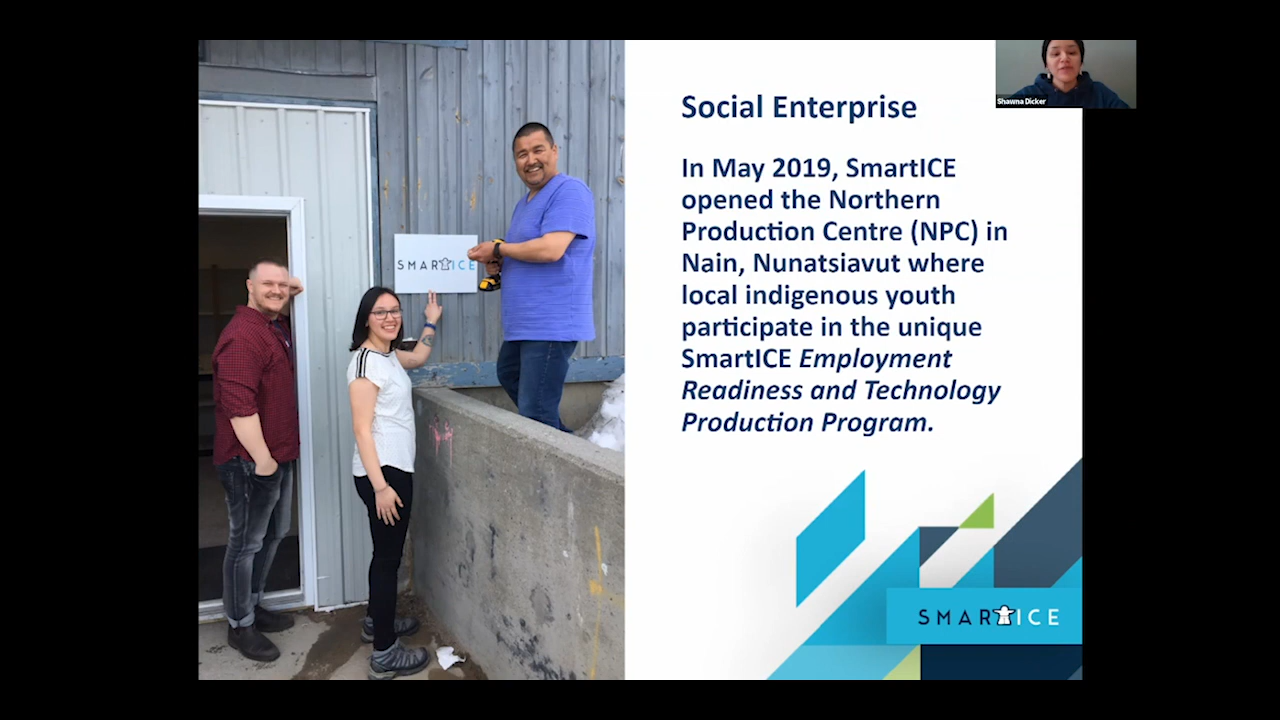 Social Enterprise
Shawna Dicker
In May 2019, SmartICE
opened the Northern
Production Centre (NPC) in
Nain, Nunatsiavut where
local indigenous youth
participate in the unique
SmartICE Employment
Readiness and Technology
Production Program.
SMARTICE
SMARTICE